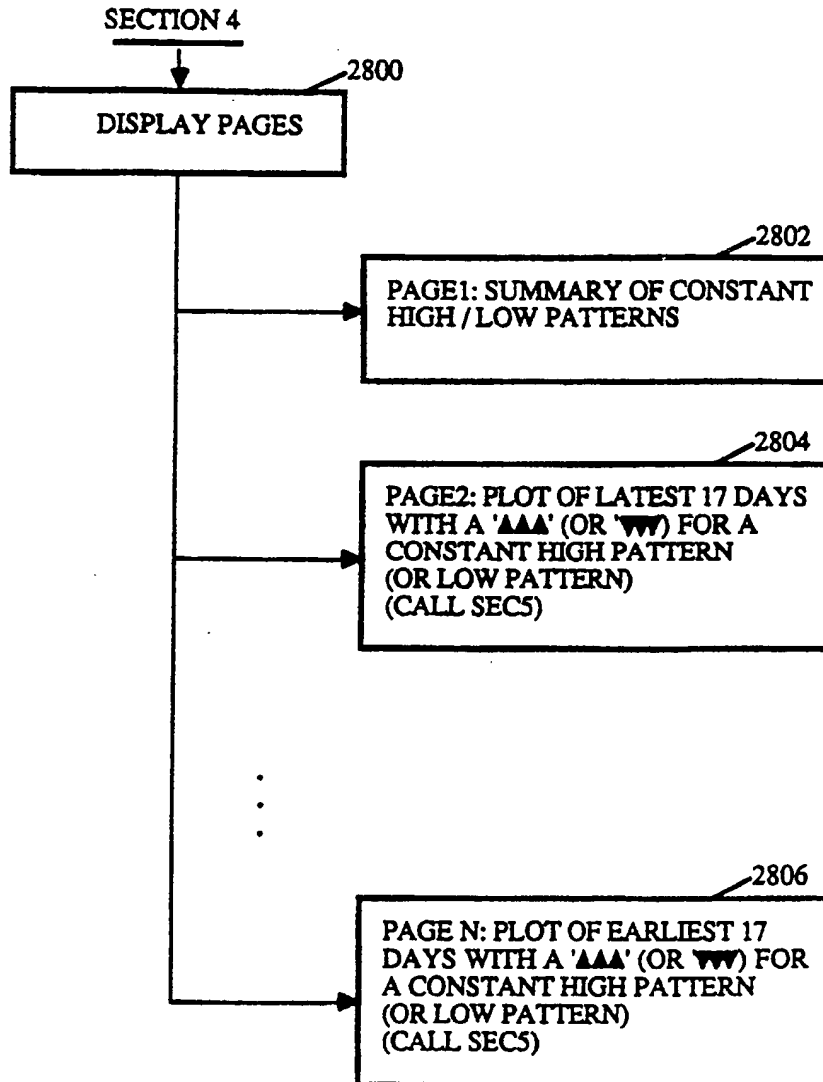 SECTION 4
2800
DISPLAY PAGES
2802
PAGE1: SUMMARY OF CONSTANT
HIGH / LOW PATTERNS
2804
PAGE2: PLOT OF LATEST 17 DAYS
WITH A '▲▲▲' (OR '▼▼▼') FOR A
CONSTANT HIGH PATTERN
(OR LOW PATTERN)
(CALL SEC5)
2806
PAGE N: PLOT OF EARLIEST 17
DAYS WITH A '▲▲▲' (OR '▼▼▼') FOR
A CONSTANT HIGH PATTERN
(OR LOW PATTERN)
(CALL SEC5)